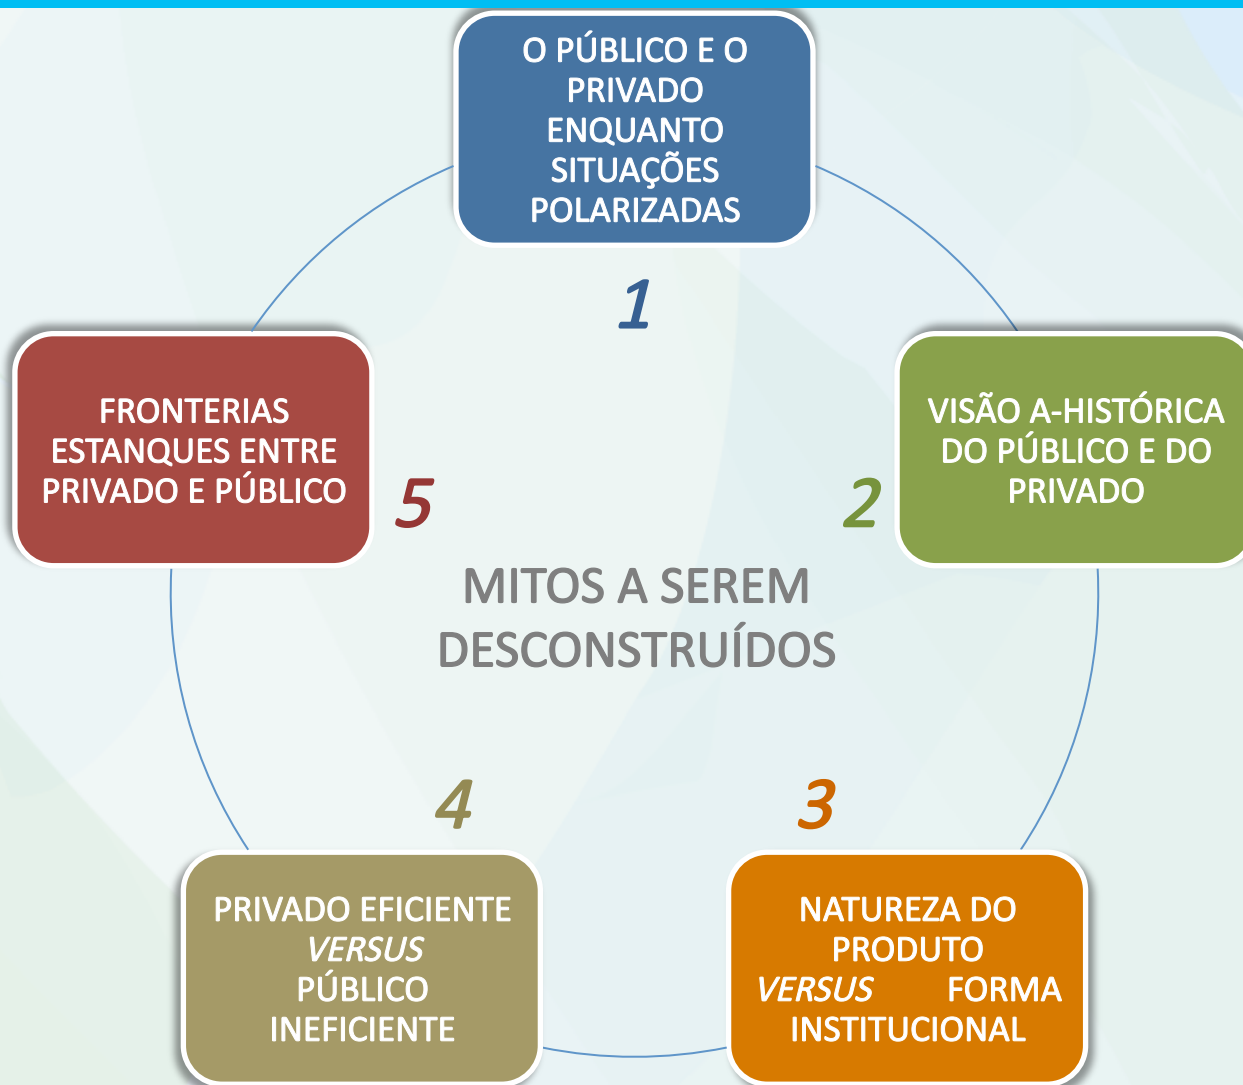 O PÚBLICO E O
PRIVADO
ENQUANTO
SITUAÇÕES
POLARIZADAS
1
VISÃO A-HISTÓRICA
DO PÚBLICO E DO
PRIVADO
2
NATUREZA DO
PRODUTO
VERSUS FORMA
INSTITUCIONAL
3
PRIVADO EFICIENTE
VERSUS
PÚBLICO
INEFICIENTE
4
FRONTERIAS
ESTANQUES ENTRE
PRIVADO E PÚBLICO
5
MITOS A SEREM
DESCONSTRUÍDOS